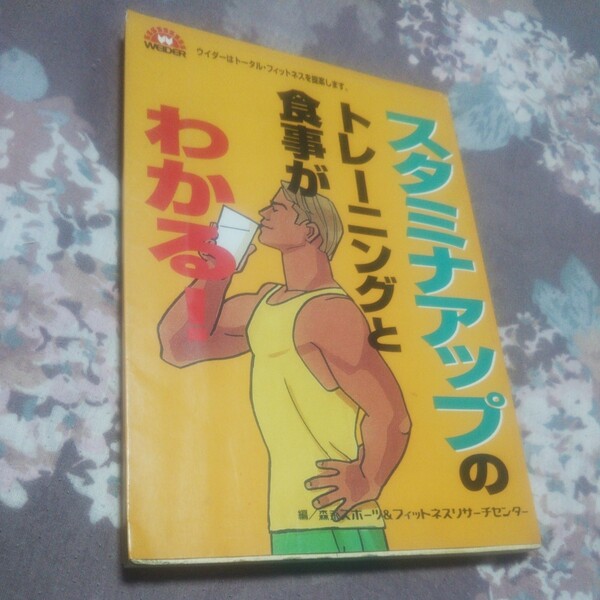 WEIDER
ウイダーはトータル・フィットネスを提案します。
スタミナアップの
トレーニングと
食事が
わかる!
編/森永スポーツ&フィットネスリサーチセンター